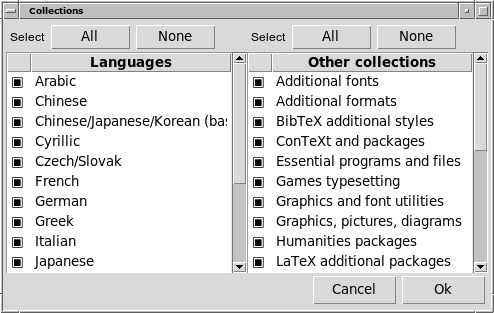 Collections
Select All None Select All None
Languages
Arabic
Chinese
Chinese/Japanese/Korean (bas
Cyrillic
Czech/Slovak
French
German
Greek
Italian
Japanese
Other collections
Additional fonts
Additional formats
BibTeX additional styles
ConTeXt and packages
Essential programs and files
Games typesetting
Graphics and font utilities
Graphics, pictures, diagrams
Humanities packages
LaTeX additional packages
Cancel Ok